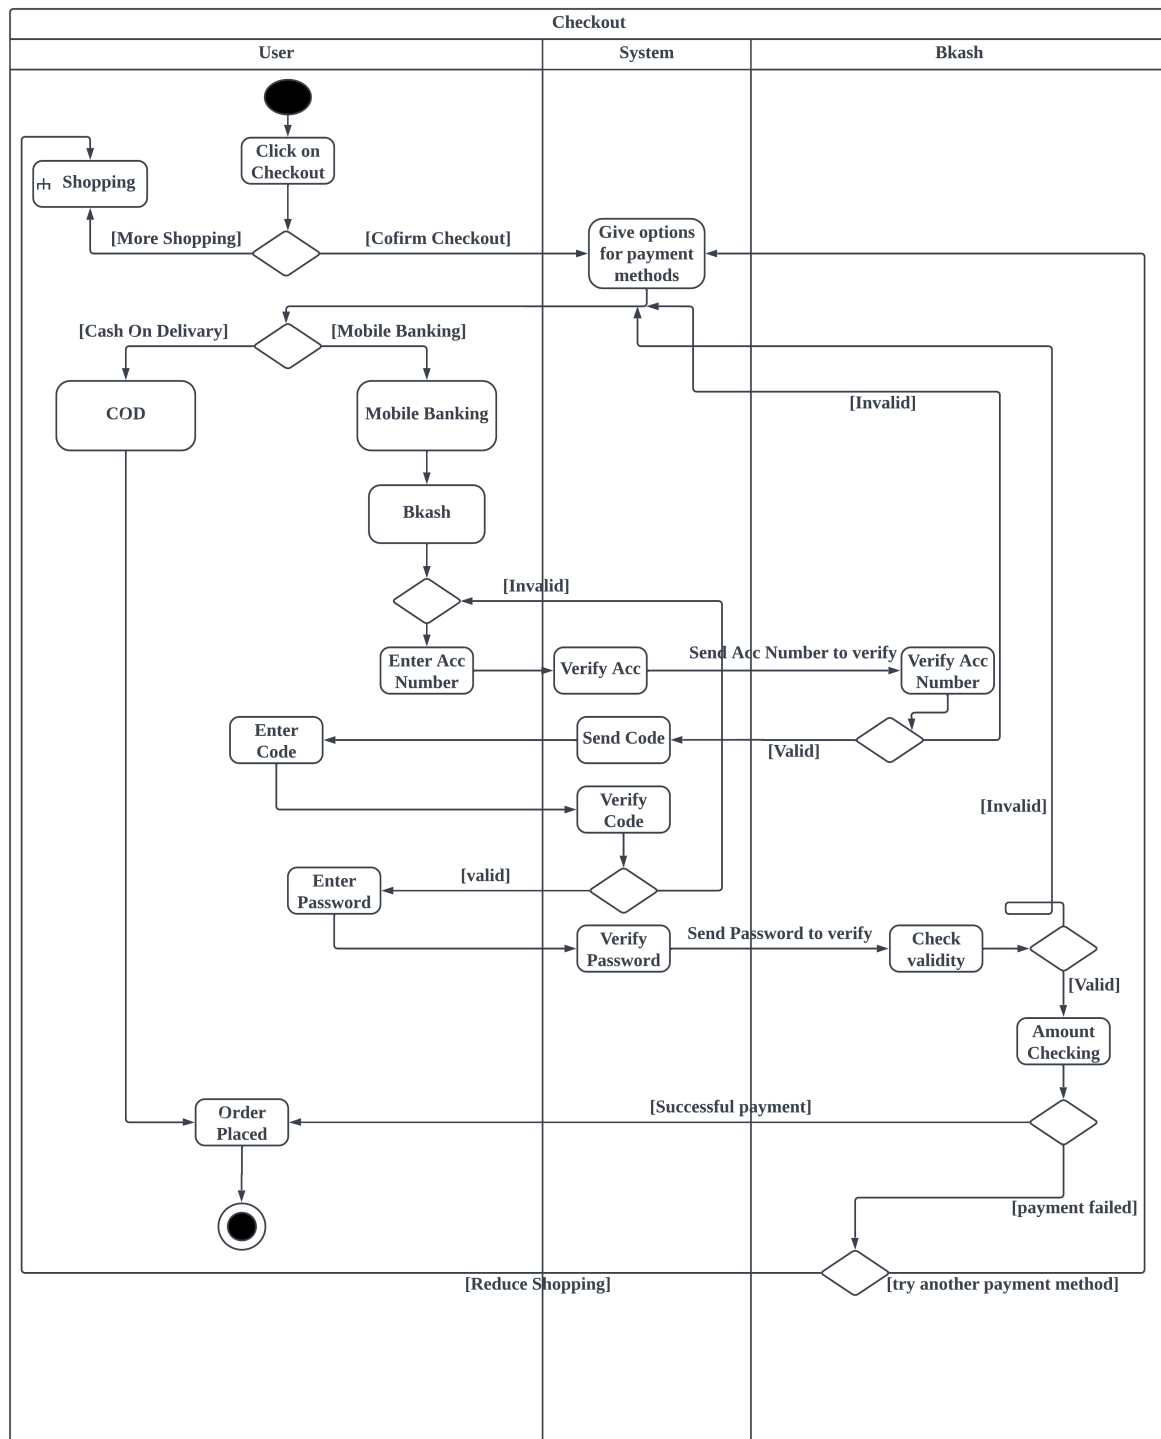 Checkout
User
System
Bkash
Click on
Checkout
Shopping
[More Shopping]
[Cofirm Checkout]
Give options
for payment
methods
[Cash On Delivary]
[Mobile Banking]
COD
Mobile Banking
[Invalid]
Bkash
[Invalid]
Enter Acc
Number
Verify Acc
Send Acc Number to verify
Verify Acc
Number
Enter
Code
Send Code
[Valid]
Verify
Code
[Invalid]
Enter
Password
[valid]
Verify
Password
Send Password to verify
Check
validity
[Valid]
Amount
Checking
Order
Placed
[Successful payment]
[payment failed]
[Reduce Shopping]
[try another payment method]